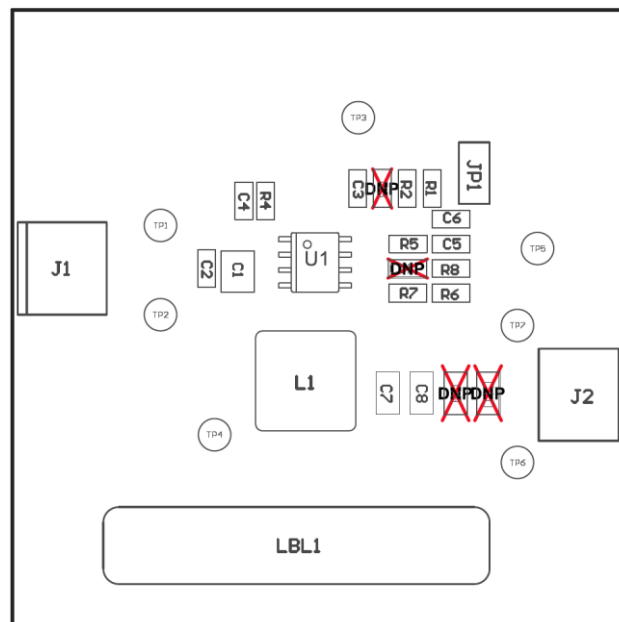 TP3
C3 DNP R2 R1 JP1
C4 R4
C6
TP1
U1
R5 C5
TP5
J1
C2 C1
DNP R8
R7 R6
TP2
TP7
L1
C7 C8 DNP DNP
J2
TP4
TP6
LBL1